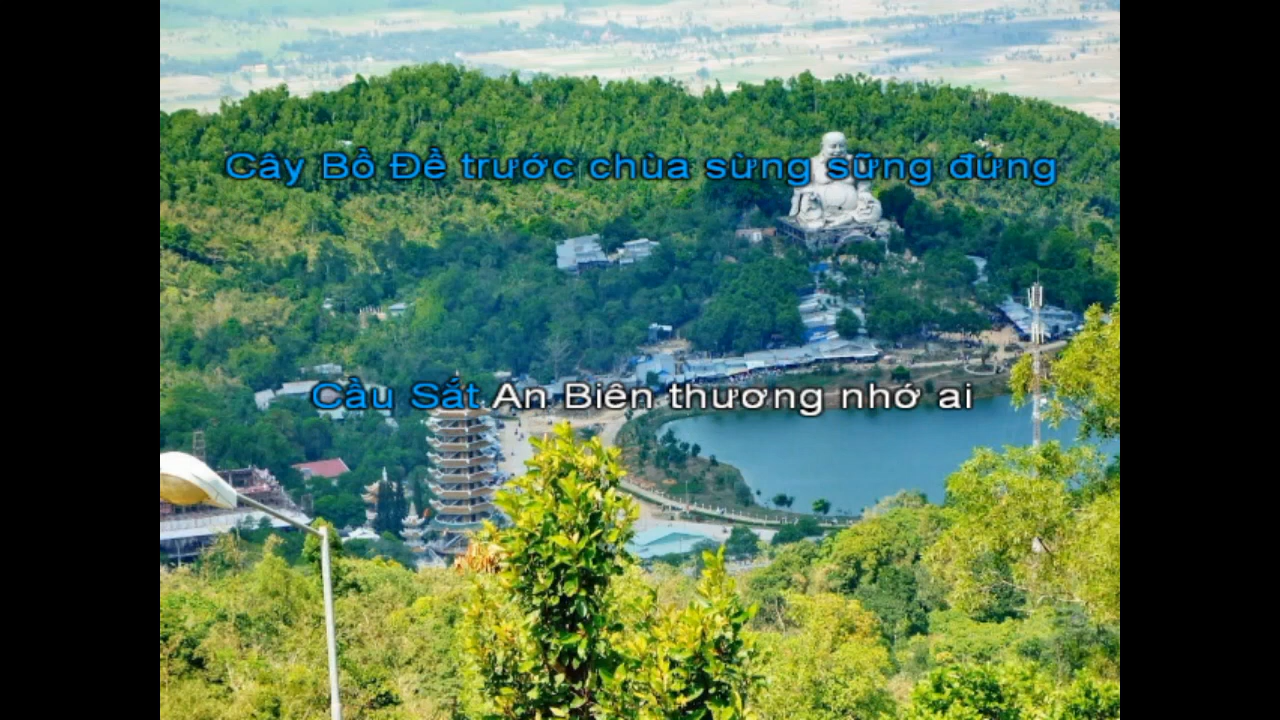 Cây Bồ Đề trước chùa sừng sững đứng
Cầu Sắt An Biên thương nhớ ai